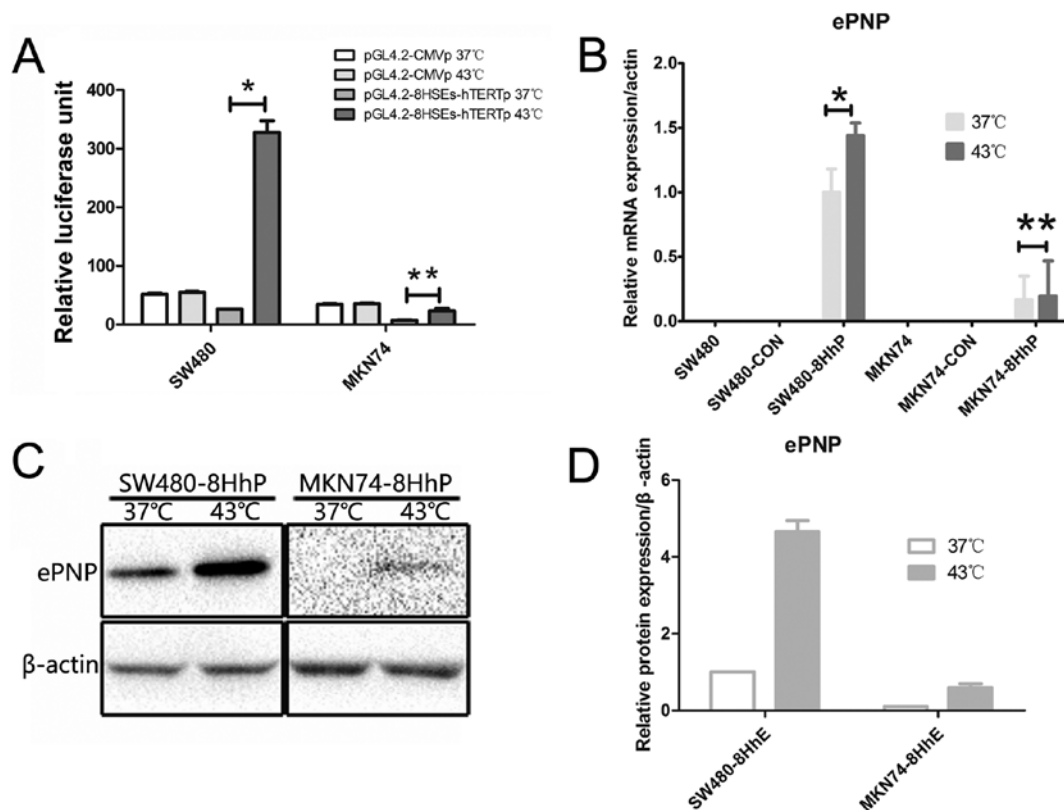 A
pGL4.2-CMVp 37℃
pGL4.2-CMVp 43℃
pGL4.2-8HSEs-hTERTp 37℃
pGL4.2-8HSEs-hTERTp 43℃
Relative luciferase unit
400
300
200
100
0
*
**
SW480
MKN74
B
ePNP
Relative mRNA expression/actin
2.0
1.5
1.0
0.5
0.0
*
**
37℃
43℃
SW480
SW480-CON
SW480-8HhP
MKN74
MKN74-CON
MKN74-8HhP
C
SW480-8HhP MKN74-8HhP
37℃ 43℃ 37℃ 43℃
ePNP
β-actin
D
ePNP
Relative protein expression/β -actin
6
4
2
0
37℃
43℃
SW480-8HhE
MKN74-8HhE